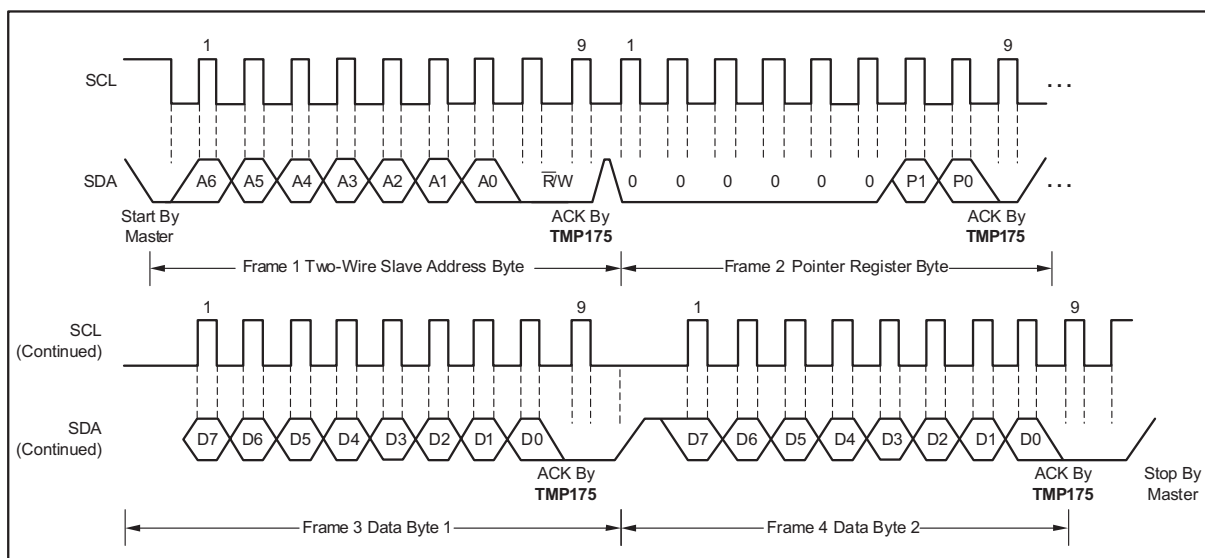 1 9 1 9
SCL
. . .
SDA A6 A5 A4 A3 A2 A1 A0 R̅/W 0 0 0 0 0 0 P1 P0 . . .
Start By
Master
ACK By
TMP175
ACK By
TMP175
Frame 1 Two-Wire Slave Address Byte
Frame 2 Pointer Register Byte
1 9 1 9
SCL
(Continued)
SDA
(Continued)
D7 D6 D5 D4 D3 D2 D1 D0 D7 D6 D5 D4 D3 D2 D1 D0
ACK By
TMP175
ACK By
TMP175
Stop By
Master
Frame 3 Data Byte 1
Frame 4 Data Byte 2